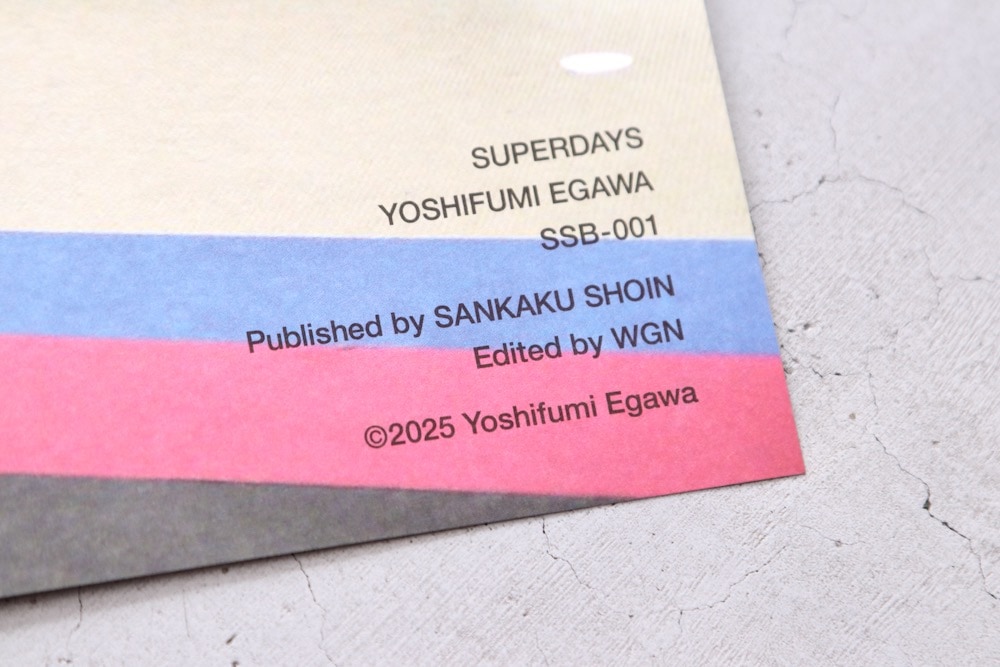 SUPERDAYS
YOSHIFUMI EGAWA
SSB-001
Published by SANKAKU SHOIN
Edited by WGN
©2025 Yoshifumi Egawa